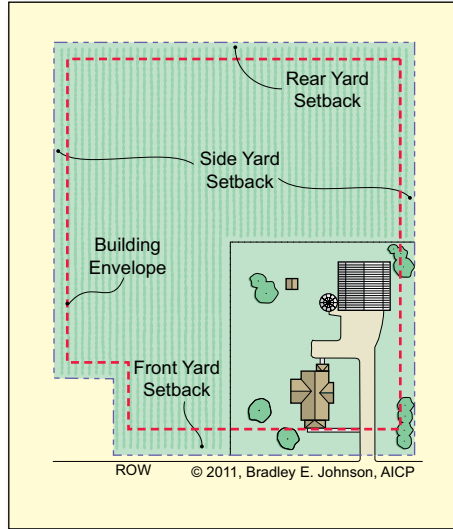 Rear Yard
Setback
Side Yard
Setback
Building
Envelope
Front Yard
Setback
ROW
© 2011, Bradley E. Johnson, AICP